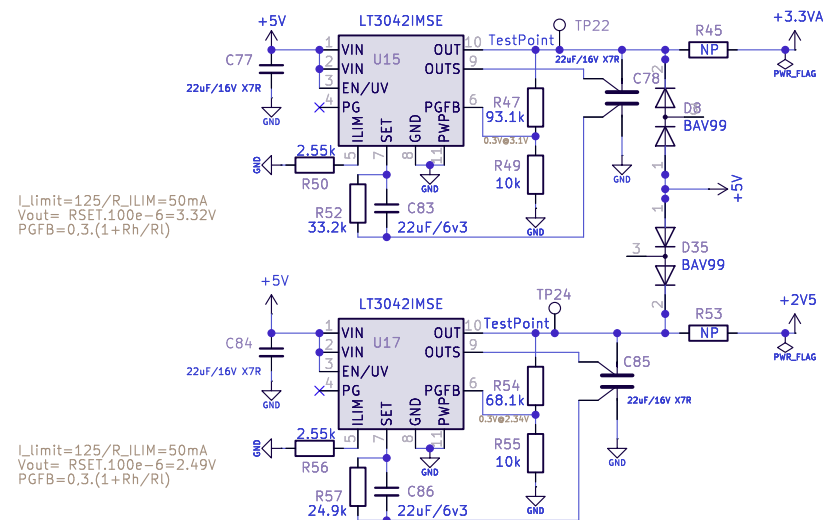 +5V
LT3042IMSE
TestPoint
TP22
R45
+3.3VA
1
VIN
U15
OUT
10
NP
2
VIN
OUTS
9
22uF/16V X7R
PWR_FLAG
C77
3
EN/UV
C78
2
22uF/16V X7R
4
PG
PGFB
6
R47
93.1k
D8
3
BAV99
ILIM
SET
GND
PWP
GND
0.3V@3.1V
5
7
8
11
2.55k
GND
R50
GND
R49
10k
GND
1
I_limit=125/R_ILIM=50mA
Vout= RSET.100e-6=3.32V
PGFB=0,3.(1+Rh/Rl)
R52
33.2k
C83
22uF/6v3
GND
+5V
1
3
D35
BAV99
+5V
LT3042IMSE
TestPoint
TP24
2
R53
+2V5
1
VIN
U17
OUT
10
NP
C84
2
VIN
OUTS
9
PWR_FLAG
22uF/16V X7R
3
EN/UV
C85
4
PG
PGFB
6
R54
68.1k
22uF/16V X7R
GND
ILIM
SET
GND
PWP
0.3V@2.34V
5
7
8
11
2.55k
GND
R56
GND
R55
10k
GND
I_limit=125/R_ILIM=50mA
Vout= RSET.100e-6=2.49V
PGFB=0,3.(1+Rh/Rl)
R57
24.9k
C86
22uF/6v3
GND